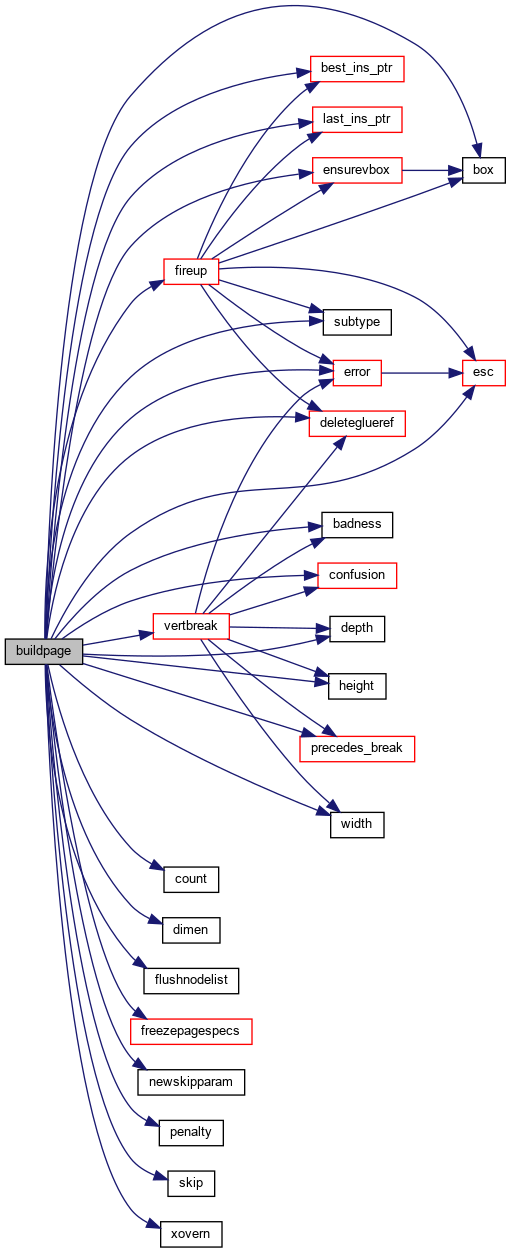 best_ins_ptr
last_ins_ptr
ensurevbox
box
fireup
subtype
error
esc
deleteglueref
badness
confusion
vertbreak
depth
buildpage
height
precedes_break
width
count
dimen
flushnodelist
freezepagespecs
newskipparam
penalty
skip
xovern